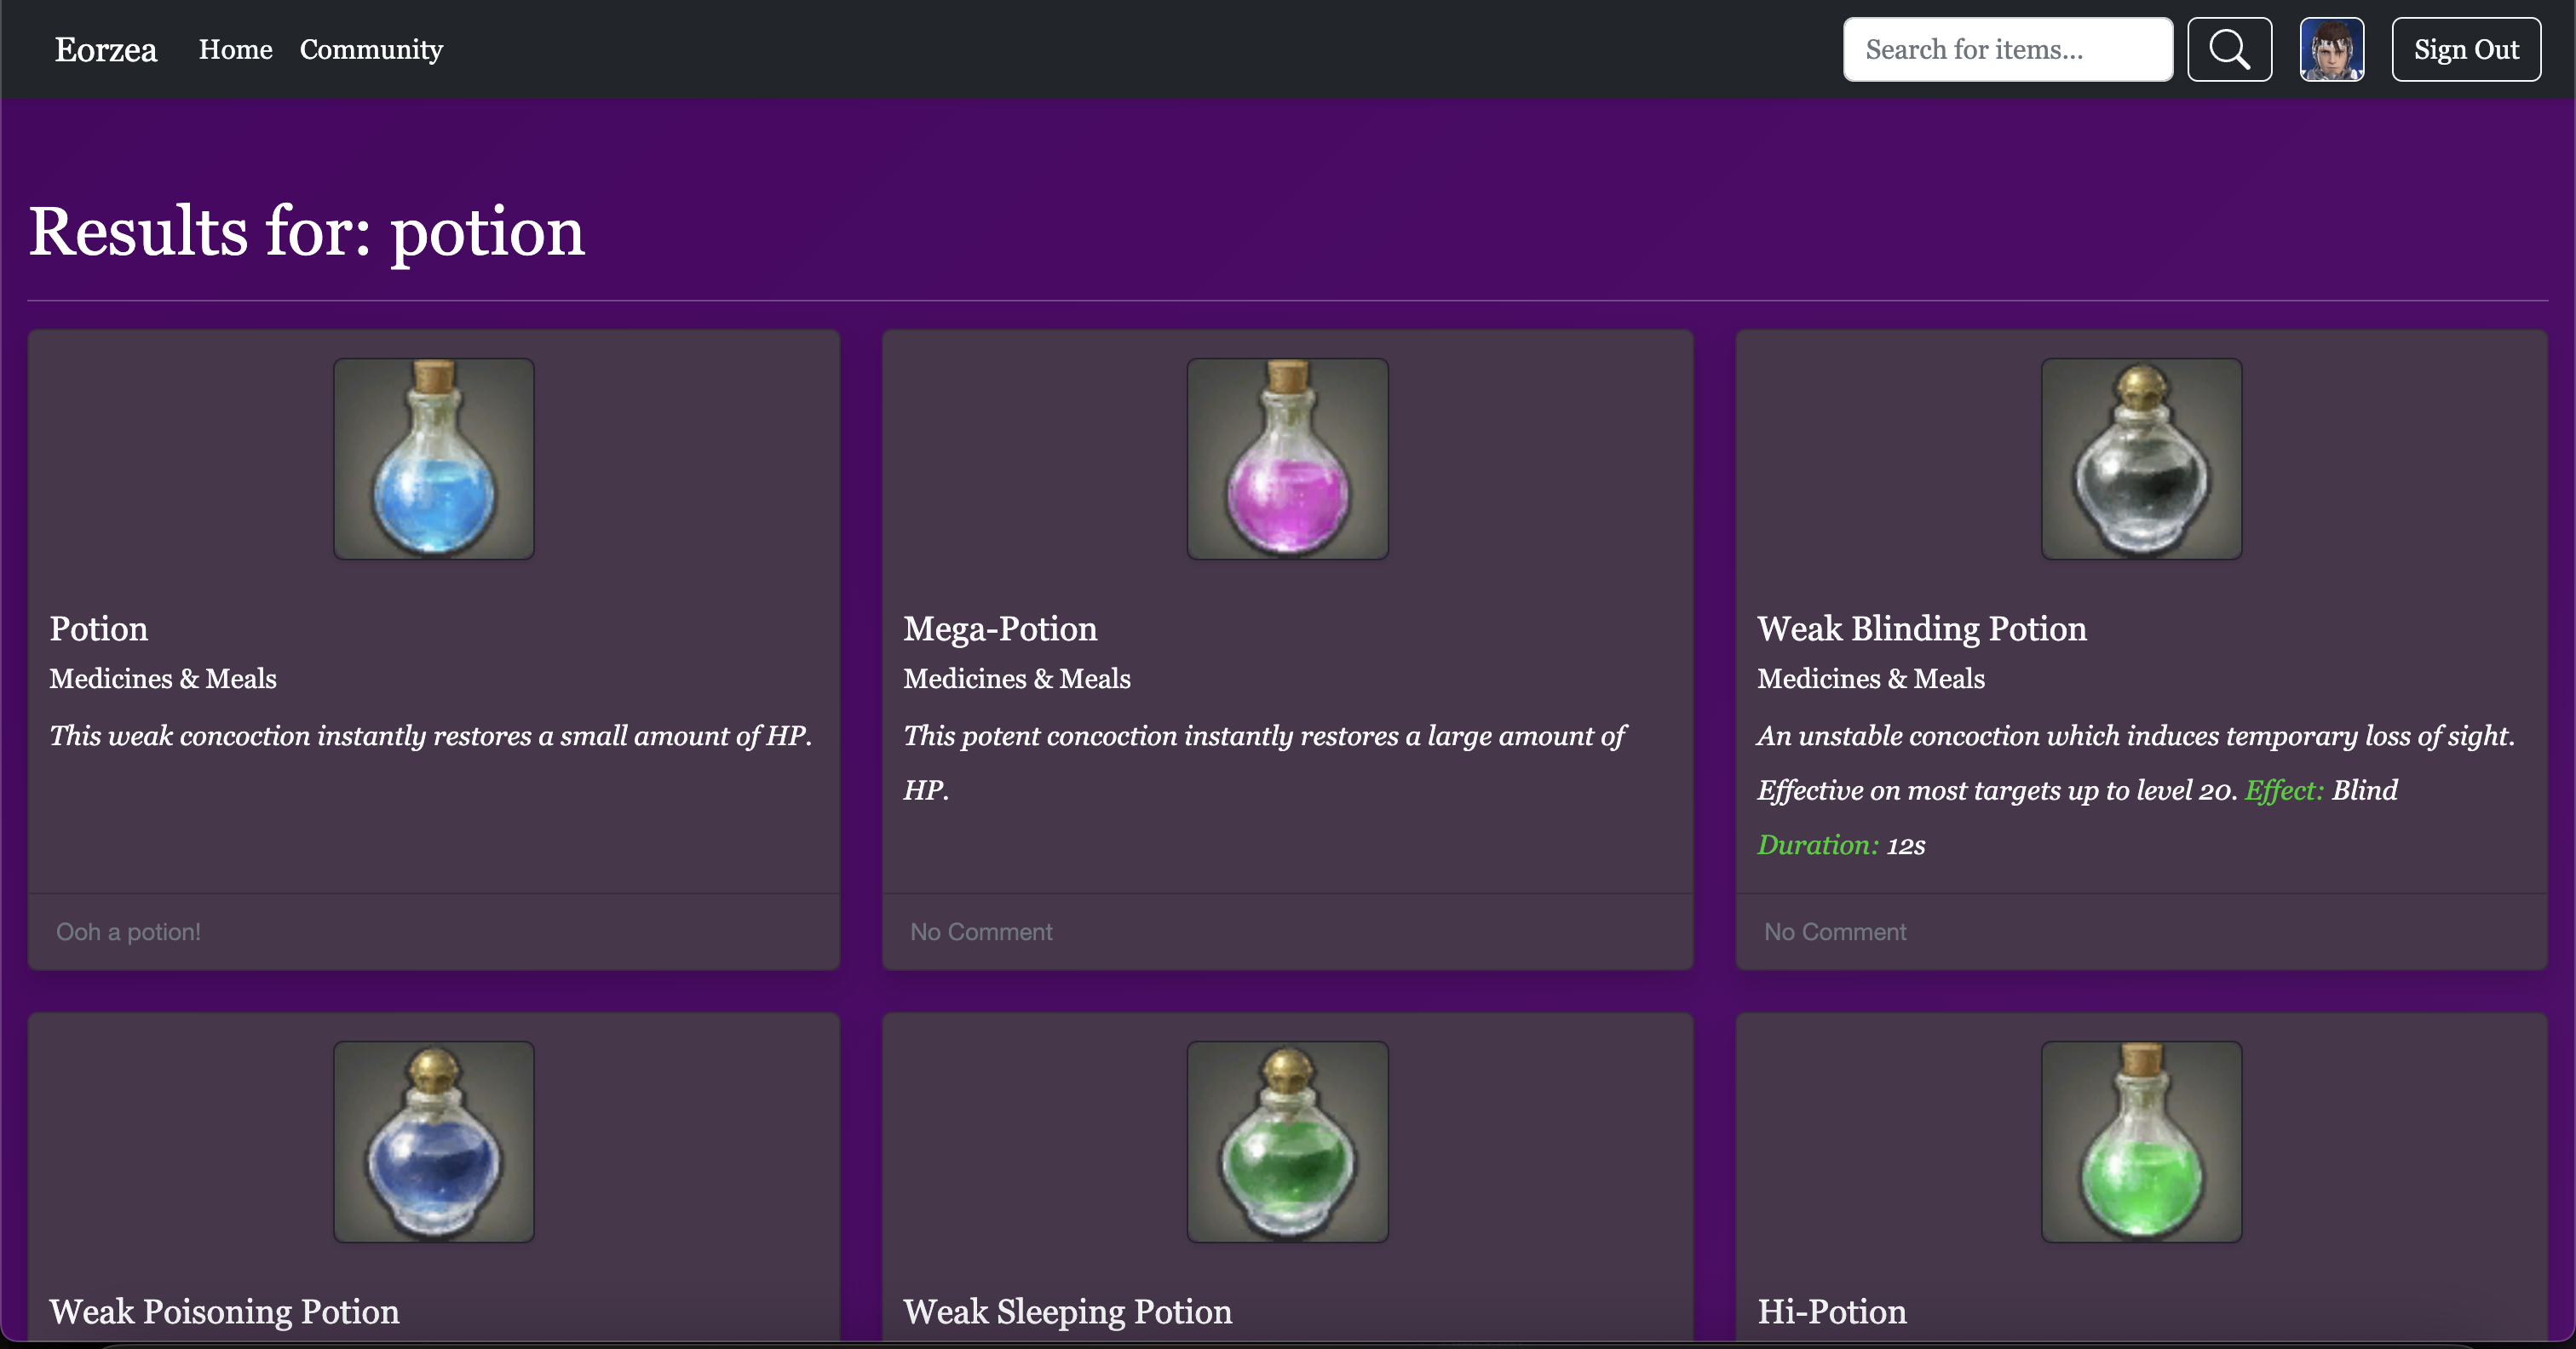 Eorzea Home Community Search for items... Sign Out
Results for: potion
Potion
Medicines & Meals
This weak concoction instantly restores a small amount of HP.
Ooh a potion!
Mega-Potion
Medicines & Meals
This potent concoction instantly restores a large amount of
HP.
No Comment
Weak Blinding Potion
Medicines & Meals
An unstable concoction which induces temporary loss of sight.
Effective on most targets up to level 20. Effect: Blind
Duration: 12s
No Comment
Weak Poisoning Potion
Weak Sleeping Potion
Hi-Potion